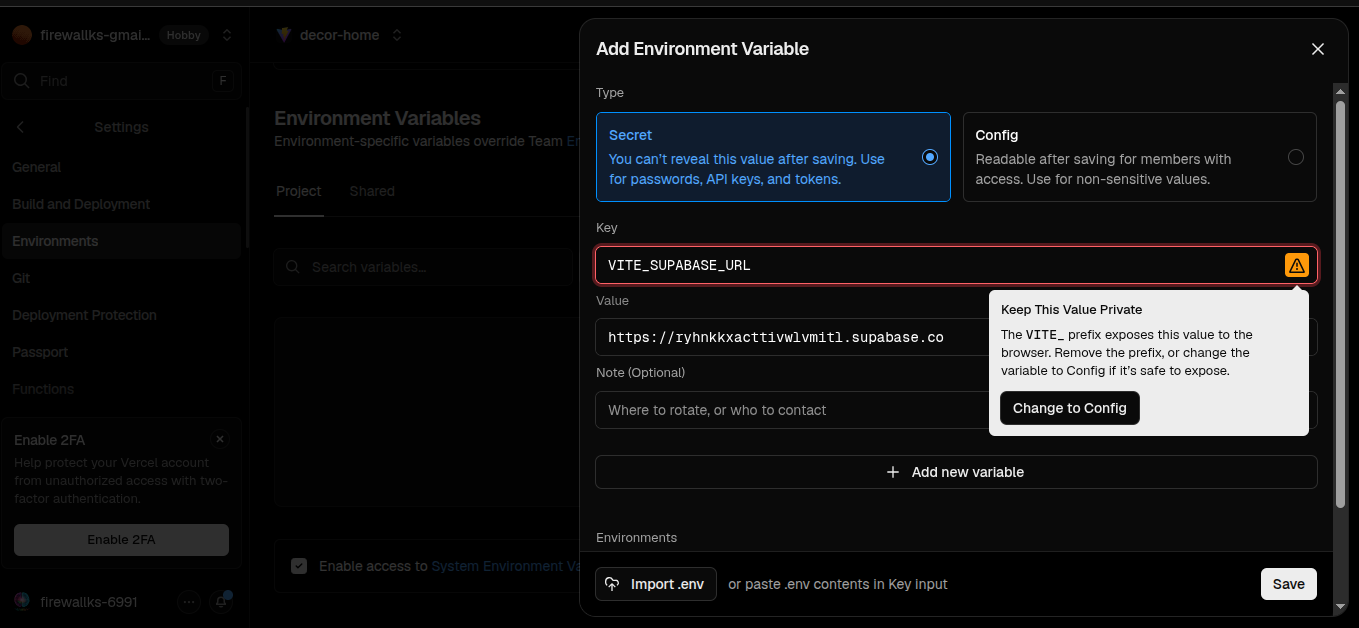 firewallks-gmai...
Hobby
decor-home
Find
F
Settings
General
Build and Deployment
Environments
Git
Deployment Protection
Passport
Functions
Enable 2FA
Help protect your Vercel account
from unauthorized access with two-
factor authentication.
Enable 2FA
firewallks-6991
Environment Variables
Environment-specific variables override Team En
Project
Shared
Search variables...
Enable access to System Environment Va
Add Environment Variable
Type
Secret
You can't reveal this value after saving. Use
for passwords, API keys, and tokens.
Config
Readable after saving for members with
access. Use for non-sensitive values.
Key
VITE_SUPABASE_URL
Value
https://ryhnkkxacttivwlvmitl.supabase.co
Keep This Value Private
The VITE_ prefix exposes this value to the
browser. Remove the prefix, or change the
variable to Config if it's safe to expose.
Change to Config
Note (Optional)
Where to rotate, or who to contact
Add new variable
Environments
Import .env
or paste .env contents in Key input
Save